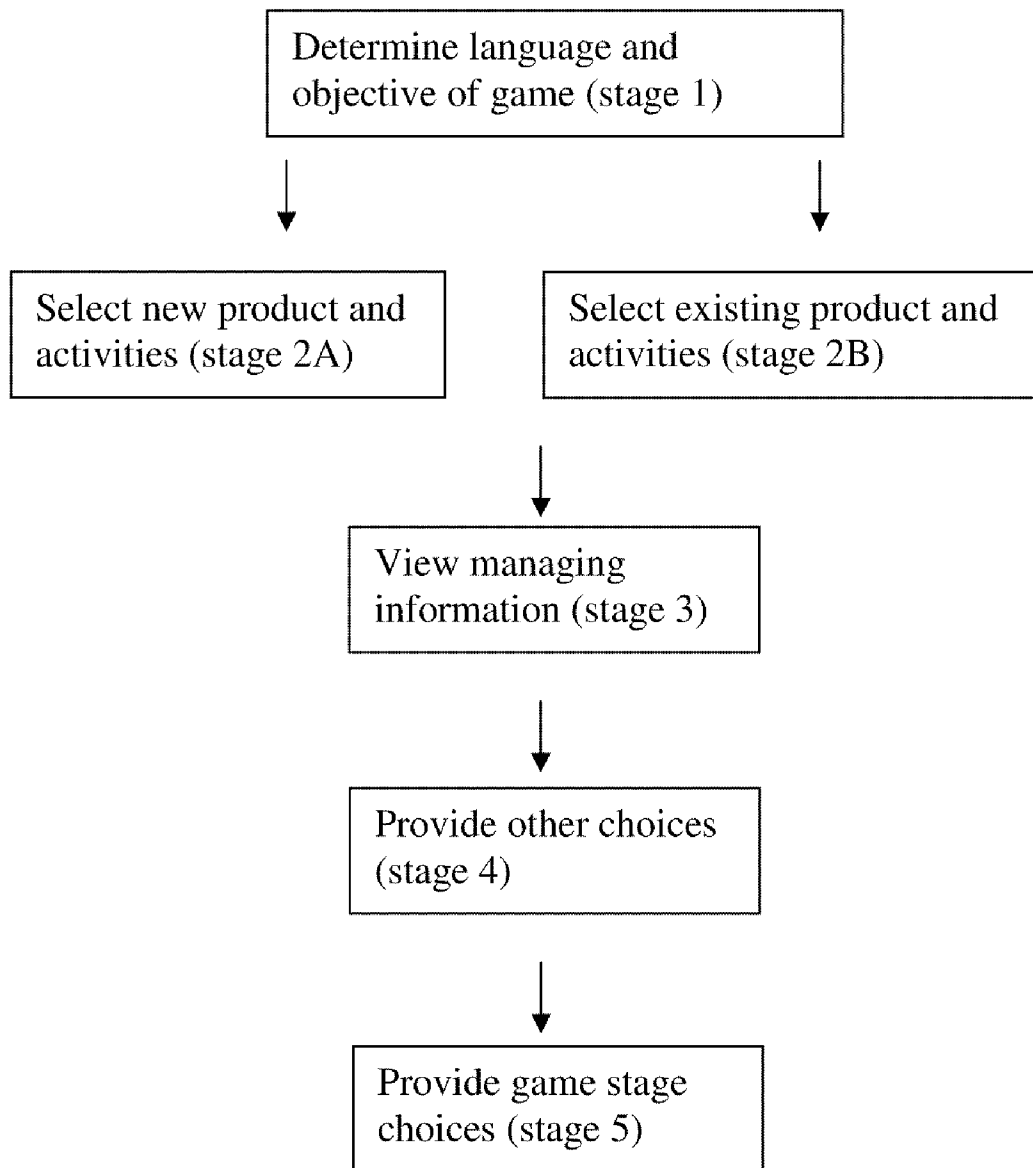 Determine language and
objective of game (stage 1)
Select new product and
activities (stage 2A)
Select existing product and
activities (stage 2B)
View managing
information (stage 3)
Provide other choices
(stage 4)
Provide game stage
choices (stage 5)